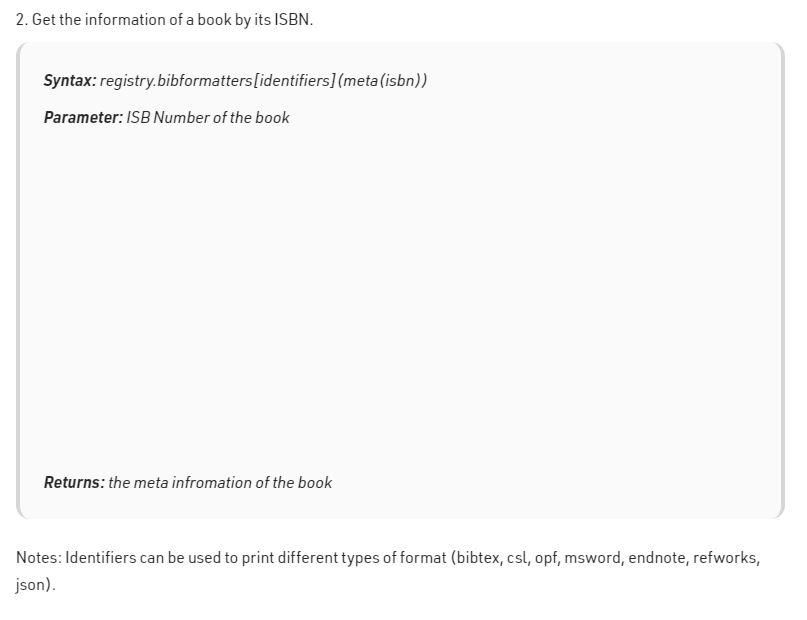 2. Get the information of a book by its ISBN.
Syntax: registry.bibformatters[identifiers](meta(isbn))
Parameter: ISB Number of the book
Returns: the meta infromation of the book
Notes: Identifiers can be used to print different types of format (bibtex, csl, opf, msword, endnote, refworks,
json).